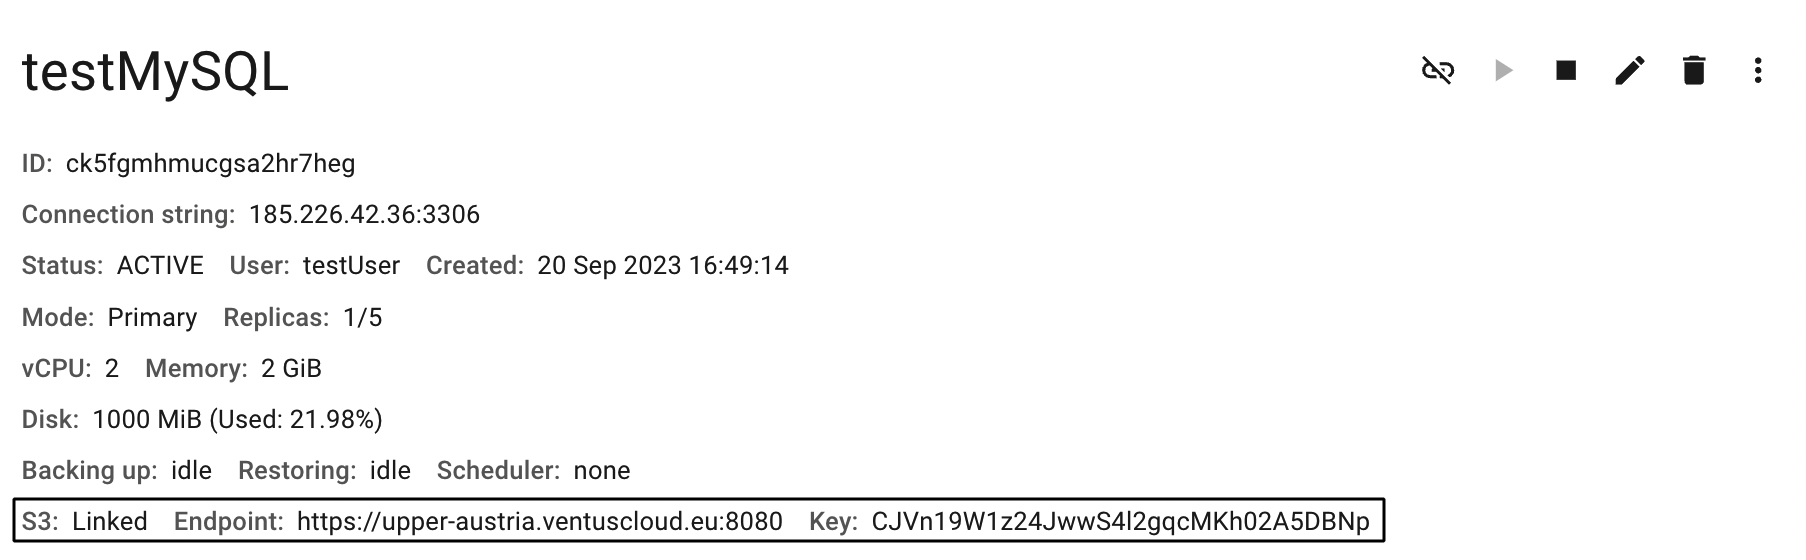 testMySQL
ID: ck5fgmhmucgsa2hr7heg
Connection string: 185.226.42.36:3306
Status: ACTIVE User: testUser Created: 20 Sep 2023 16:49:14
Mode: Primary Replicas: 1/5
vCPU: 2 Memory: 2 GiB
Disk: 1000 MiB (Used: 21.98%)
Backing up: idle Restoring: idle Scheduler: none
S3: Linked Endpoint: https://upper-austria.ventuscloud.eu:8080 Key: CJVn19W1z24JwwS4l2gqcMKh02A5DBNp